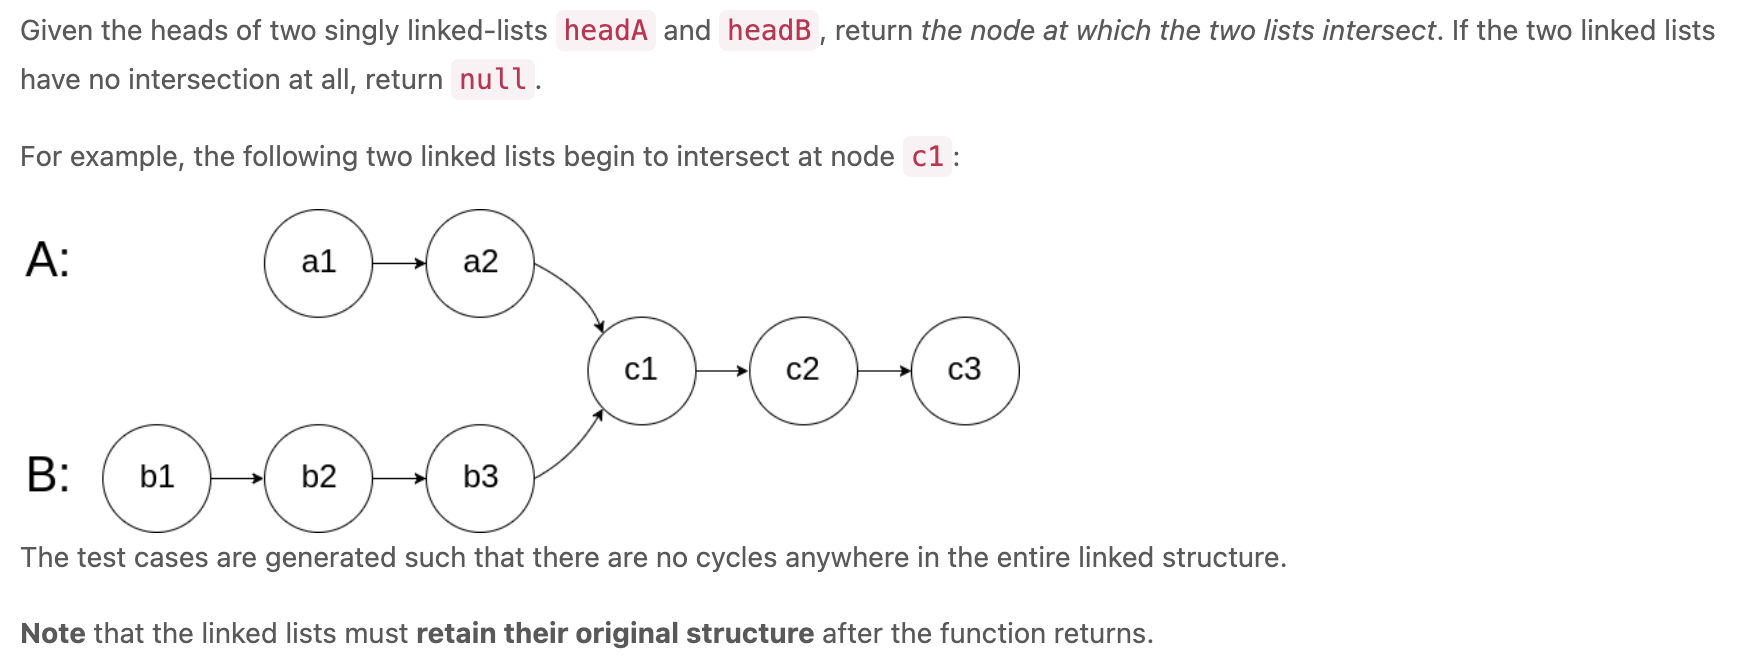 Given the heads of two singly linked-lists headA and headB, return the node at which the two lists intersect. If the two linked lists
have no intersection at all, return null.
For example, the following two linked lists begin to intersect at node c1:
A: a1 a2
c1 c2 c3
B: b1 b2 b3
The test cases are generated such that there are no cycles anywhere in the entire linked structure.
Note that the linked lists must retain their original structure after the function returns.